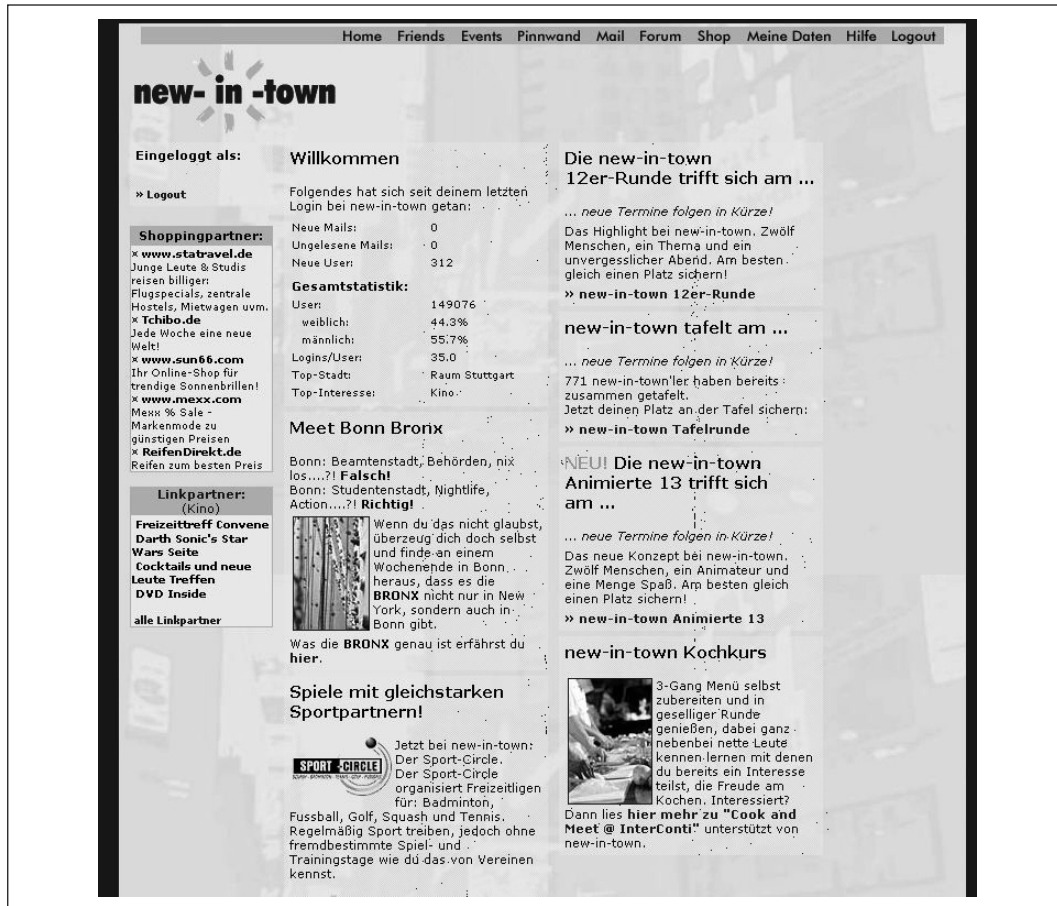 Home Friends Events Pinnwand Mail Forum Shop Meine Daten Hilfe Logout
new- in -town
Eingeloggt als:
» Logout
Shoppingpartner:
× www.statravel.de
Junge Leute & Studis
reisen billiger:
Flugspecials, zentrale
Hostels, Mietwagen uvm.
× Tchibo.de
Jede Woche eine neue
Welt!
× www.sun66.com
Ihr Online-Shop für
trendige Sonnenbrillen!
× www.mexx.com
Mexx % Sale -
Markenmode zu
günstigen Preisen
× ReifenDirekt.de
Reifen zum besten Preis
Linkpartner:
(Kino)
Freizeittreff Convene
Darth Sonic's Star
Wars Seite
Cocktails und neue
Leute Treffen
DVD Inside
alle Linkpartner
Willkommen
Folgendes hat sich seit deinem letzten
Login bei new-in-town getan:
Neue Mails: 0
Ungelesene Mails: 0
Neue User: 312
Gesamtstatistik:
User: 149076
weiblich: 44.3%
männlich: 55.7%
Logins/User: 35.0
Top-Stadt: Raum Stuttgart
Top-Interesse: Kino
Meet Bonn Bronx
Bonn: Beamtenstadt, Behörden, nix
los....?! Falsch!
Bonn: Studentenstadt, Nightlife,
Action....?! Richtig!
Wenn du das nicht glaubst,
überzeug dich doch selbst
und finde an einem
Wochenende in Bonn
heraus, dass es die
BRONX nicht nur in New
York, sondern auch in
Bonn gibt.
Was die BRONX genau ist erfährst du
hier.
Spiele mit gleichstarken
Sportpartnern!
SPORT-CIRCLE
Jetzt bei new-in-town:
Der Sport-Circle.
Der Sport-Circle
organisiert Freizeitligen
für: Badminton,
Fussball, Golf, Squash und Tennis.
Regelmäßig Sport treiben, jedoch ohne
fremdbestimmte Spiel- und
Trainingstage wie du das von Vereinen
kennst.
Die new-in-town
12er-Runde trifft sich am ...
... neue Termine folgen in Kürze!
Das Highlight bei new-in-town. Zwölf
Menschen, ein Thema und ein
unvergesslicher Abend. Am besten
gleich einen Platz sichern!
» new-in-town 12er-Runde
new-in-town tafelt am ...
... neue Termine folgen in Kürze!
771 new-in-town'ler haben bereits
zusammen getafelt.
Jetzt deinen Platz an der Tafel sichern:
» new-in-town Tafelrunde
NEU! Die new-in-town
Animierte 13 trifft sich
am ...
... neue Termine folgen in Kürze!
Das neue Konzept bei new-in-town.
Zwölf Menschen, ein Animateur und
eine Menge Spaß. Am besten gleich
einen Platz sichern!
» new-in-town Animierte 13
new-in-town Kochkurs
3-Gang Menü selbst
zubereiten und in
geselliger Runde
genießen, dabei ganz
nebenbei nette Leute
kennen lernen mit denen
du bereits ein Interesse
teilst, die Freude am
Kochen. Interessiert?
Dann lies hier mehr zu "Cook and
Meet @ InterConti" unterstützt von
new-in-town.